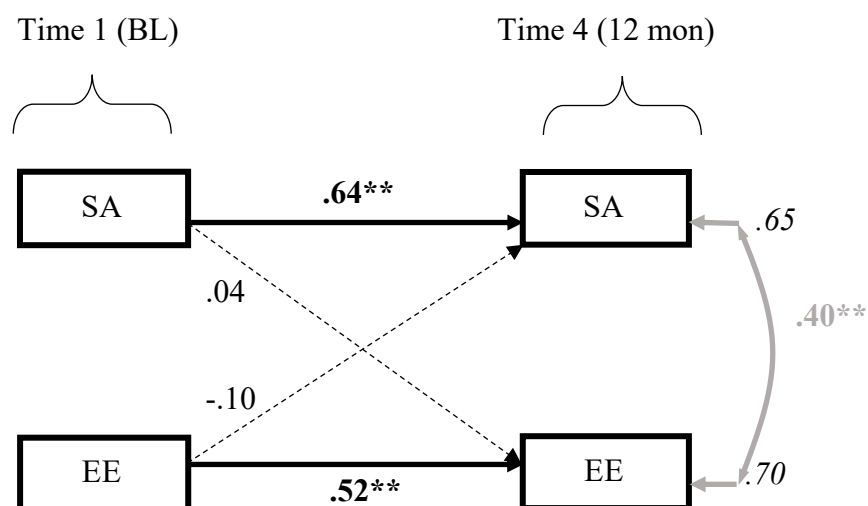 Time 1 (BL) Time 4 (12 mon)
SA .64** SA .65
.04 .40**
-.10
EE .52** EE .70